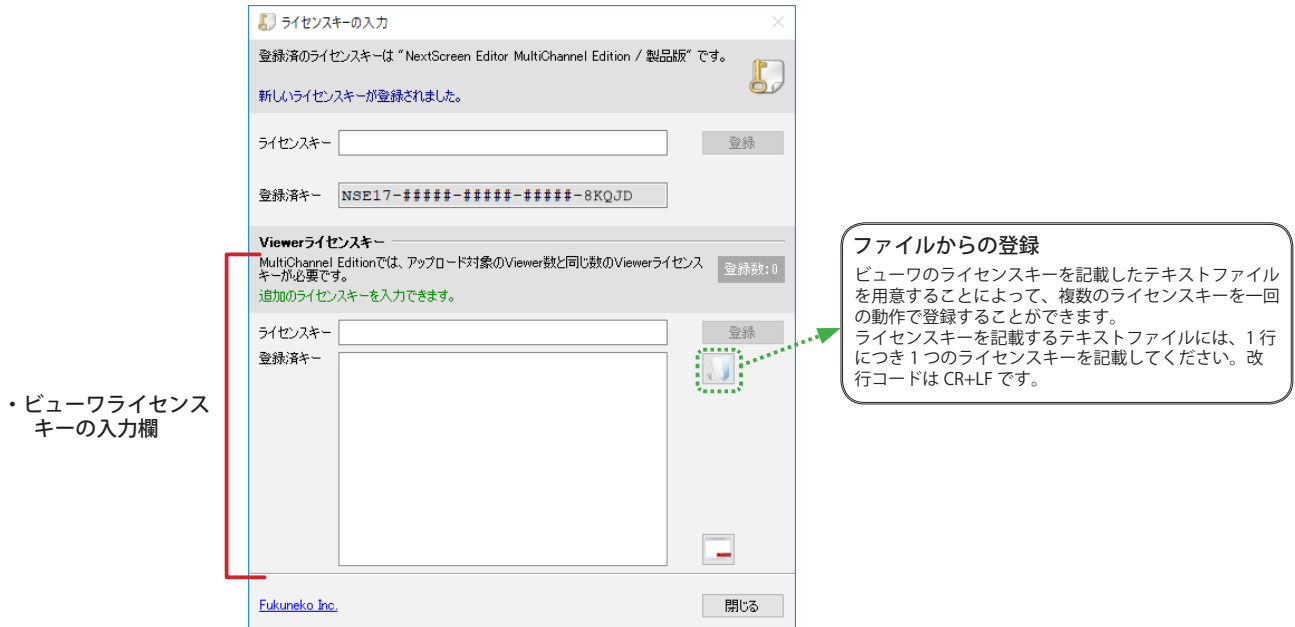 ライセンスキーの入力
登録済のライセンスキーは “NextScreen Editor MultiChannel Edition / 製品版” です。
新しいライセンスキーが登録されました。
ライセンスキー
登録
登録済キー
NSE17-#####-#####-#####-8KQJD
Viewerライセンスキー
MultiChannel Editionでは、アップロード対象のViewer数と同じ数のViewerライセンス
キーが必要です。
登録数:0
追加のライセンスキーを入力できます。
ライセンスキー
登録
登録済キー
Fukuneko Inc.
閉じる
・ビューワライセンス
キーの入力欄
ファイルからの登録
ビューワのライセンスキーを記載したテキストファイル
を用意することによって、複数のライセンスキーを一回
の動作で登録することができます。
ライセンスキーを記載するテキストファイルには、1 行
につき 1 つのライセンスキーを記載してください。改
行コードは CR+LF です。